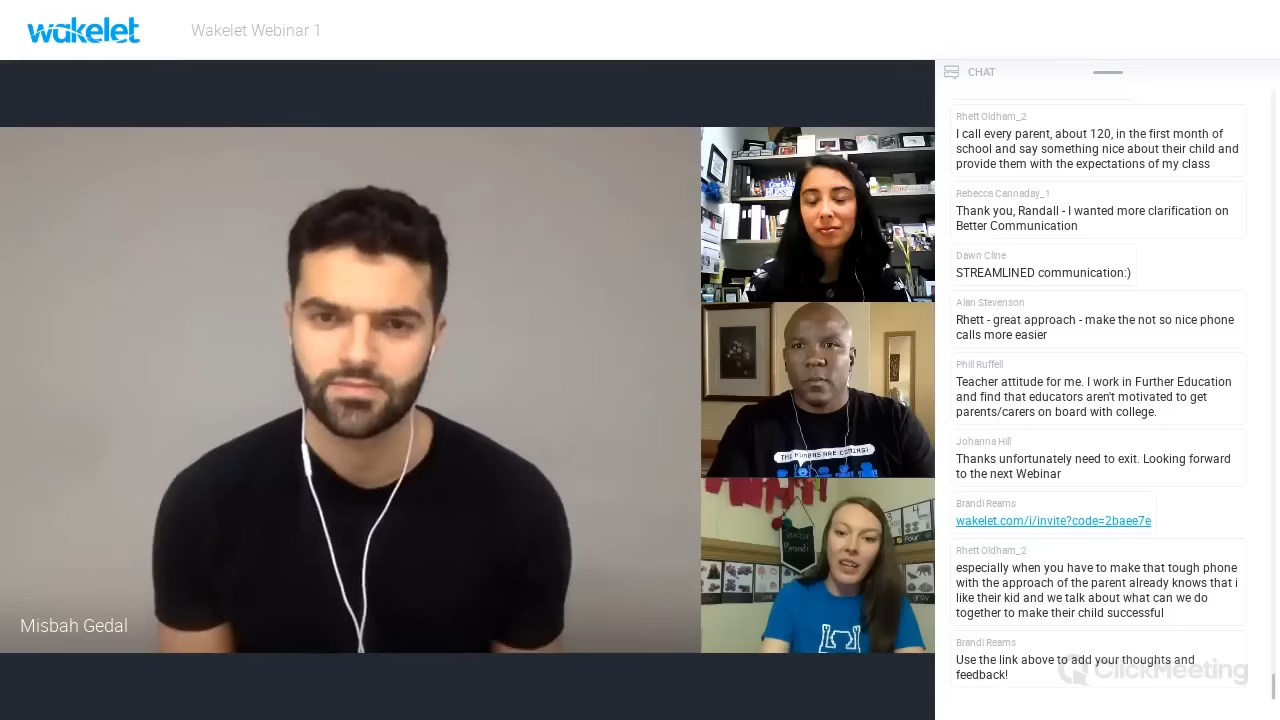 wakelet
Wakelet Webinar 1
CHAT
Rhett Oldham_2
I call every parent, about 120, in the first month of
school and say something nice about their child and
provide them with the expectations of my class
Rebecca Cannaday_1
Thank you, Randall - I wanted more clarification on
Better Communication
Dawn Cline
STREAMLINED communication:)
Alan Stevenson
Rhett - great approach - make the not so nice phone
calls more easier
Phill Ruffell
Teacher attitude for me. I work in Further Education
and find that educators aren't motivated to get
parents/carers on board with college.
Johanna Hill
Thanks unfortunately need to exit. Looking forward
to the next Webinar
Brandi Reams
wakelet.com/i/invite?code=2baee7e
Rhett Oldham_2
especially when you have to make that tough phone
with the approach of the parent already knows that i
like their kid and we talk about what can we do
together to make their child successful
Brandi Reams
Use the link above to add your thoughts and
feedback!
ClickMeeting
Misbah Gedal
THE HUMANS ARE COMING!
Teacher
Brandi
3
4
Four
gray